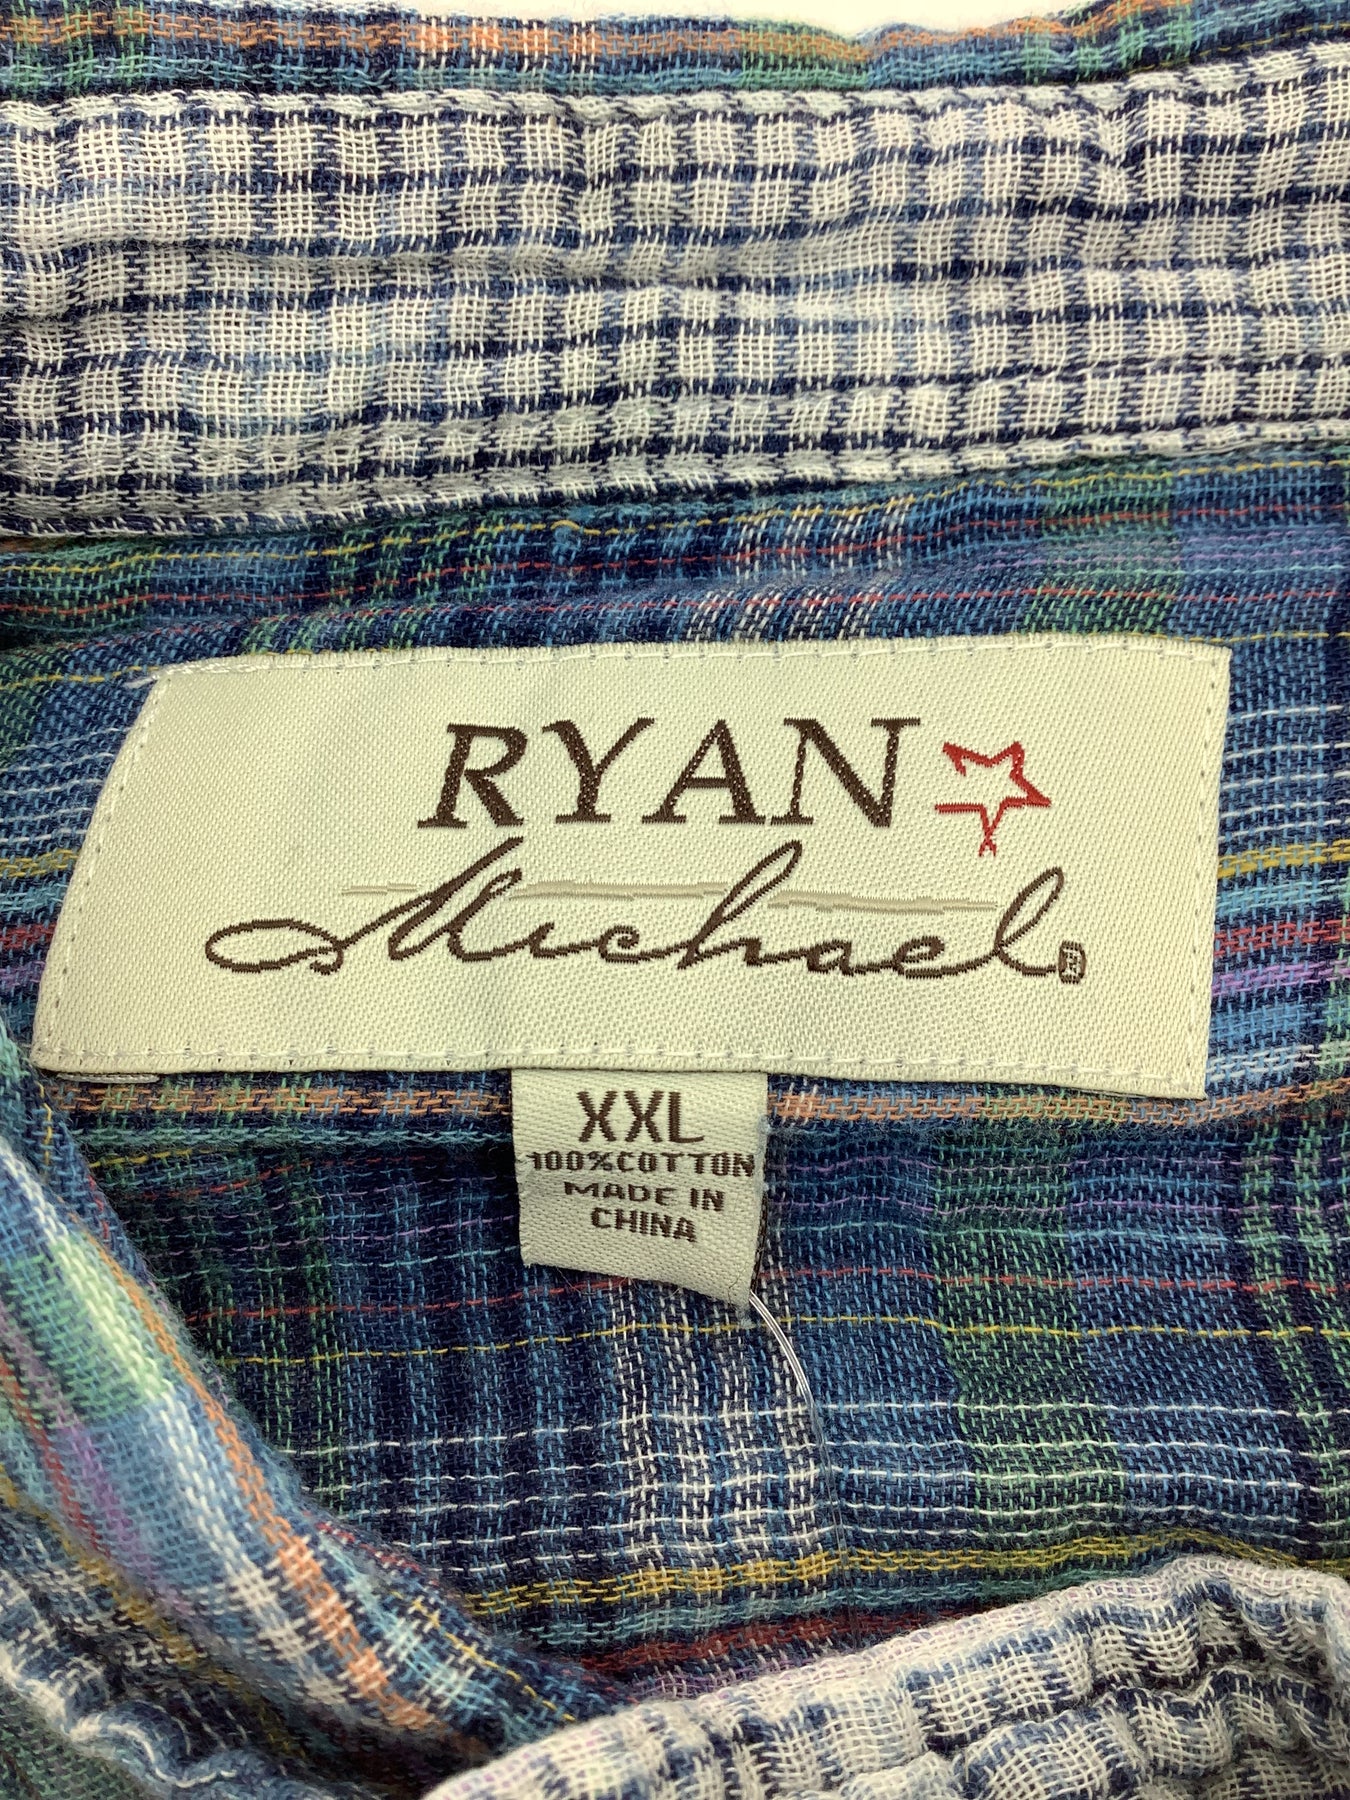 RYAN
Michael®
XXL
100%COTTON
MADE IN
CHINA